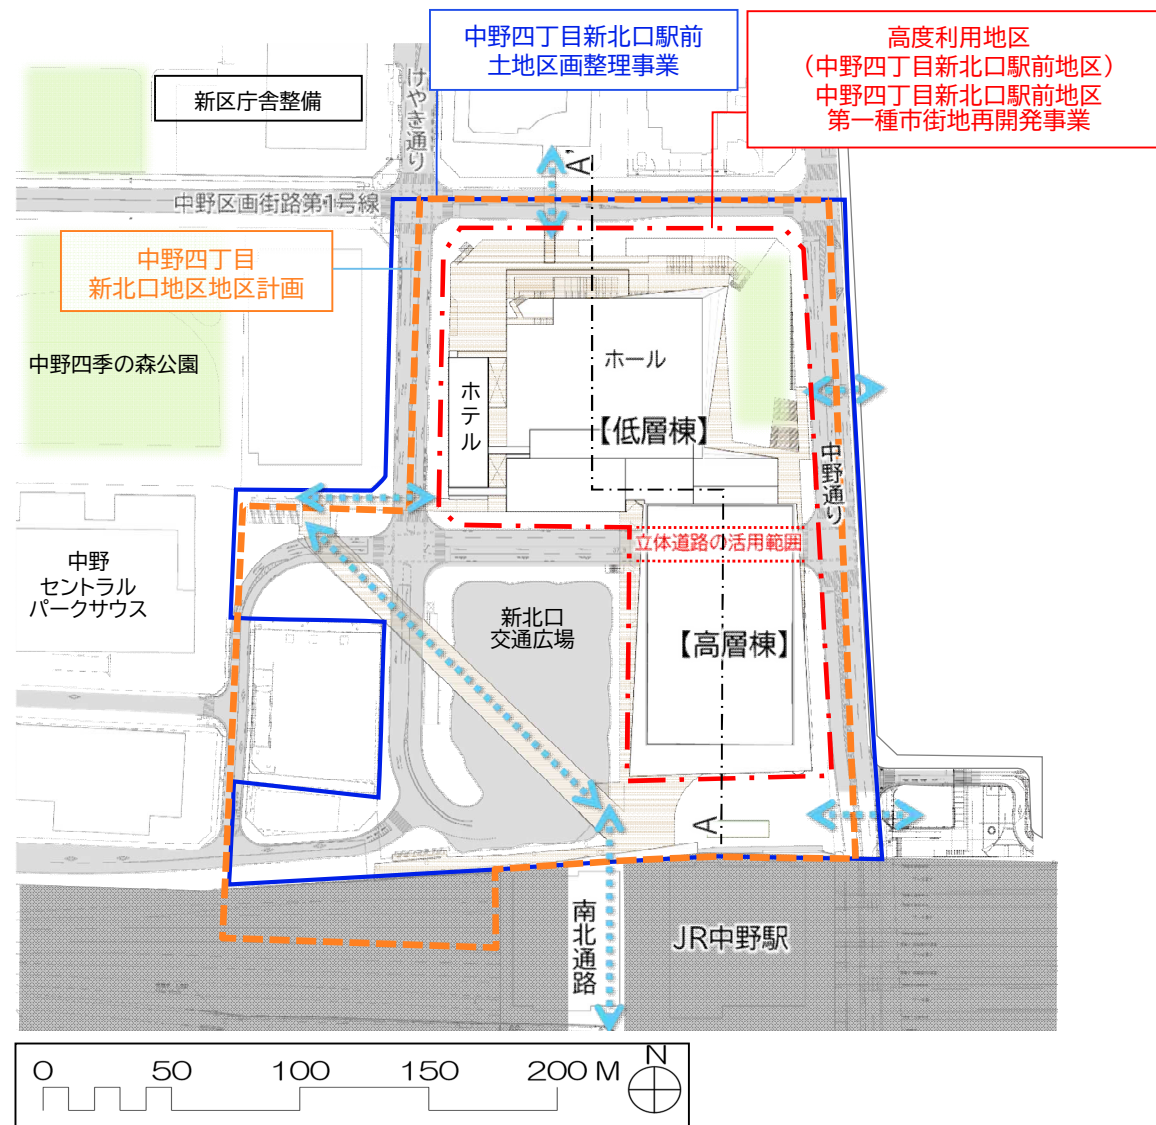 中野四丁目新北口駅前
土地区画整理事業
高度利用地区
（中野四丁目新北口駅前地区）
中野四丁目新北口駅前地区
第一種市街地再開発事業
新区庁舎整備
けやき通り
A'
中野区画街路第1号線
中野四丁目
新北口地区地区計画
中野四季の森公園
ホール
ホテル
【低層棟】
中野通り
立体道路の活用範囲
中野
セントラル
パークサウス
新北口
交通広場
【高層棟】
A
南北通路
JR中野駅
0 50 100 150 200 M
N